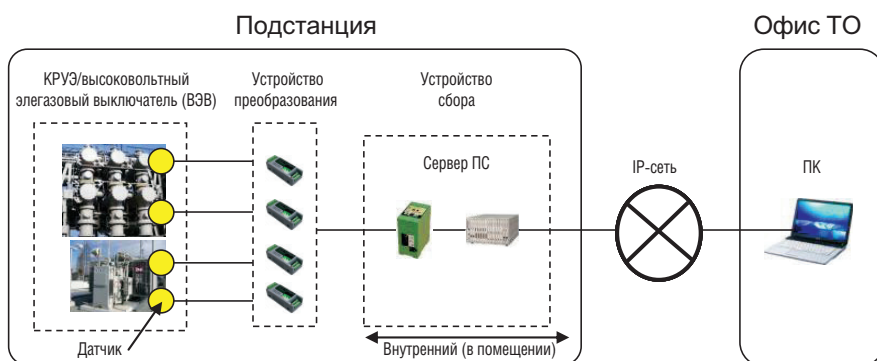 Подстанция
Офис ТО
КРУЭ/высоковольтный
элегазовый выключатель (ВЭВ)
Устройство
преобразования
Устройство
сбора
Сервер ПС
IP-сеть
ПК
Датчик
Внутренний (в помещении)